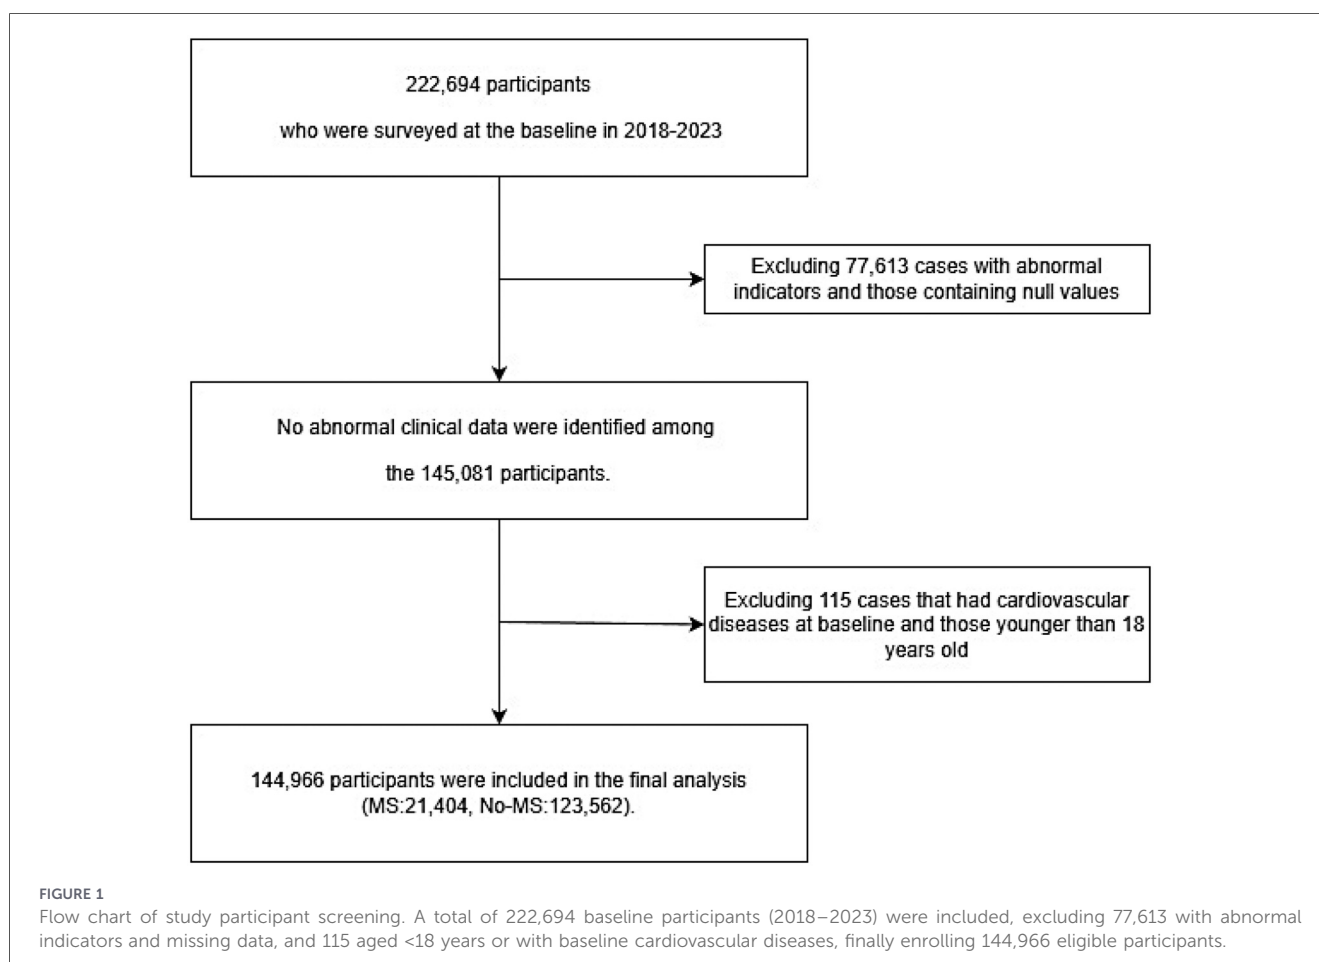 222,694 participants
who were surveyed at the baseline in 2018-2023
Excluding 77,613 cases with abnormal
indicators and those containing null values
No abnormal clinical data were identified among
the 145,081 participants.
Excluding 115 cases that had cardiovascular
diseases at baseline and those younger than 18
years old
144,966 participants were included in the final analysis
(MS:21,404, No-MS:123,562).
FIGURE 1
Flow chart of study participant screening. A total of 222,694 baseline participants (2018–2023) were included, excluding 77,613 with abnormal
indicators and missing data, and 115 aged <18 years or with baseline cardiovascular diseases, finally enrolling 144,966 eligible participants.